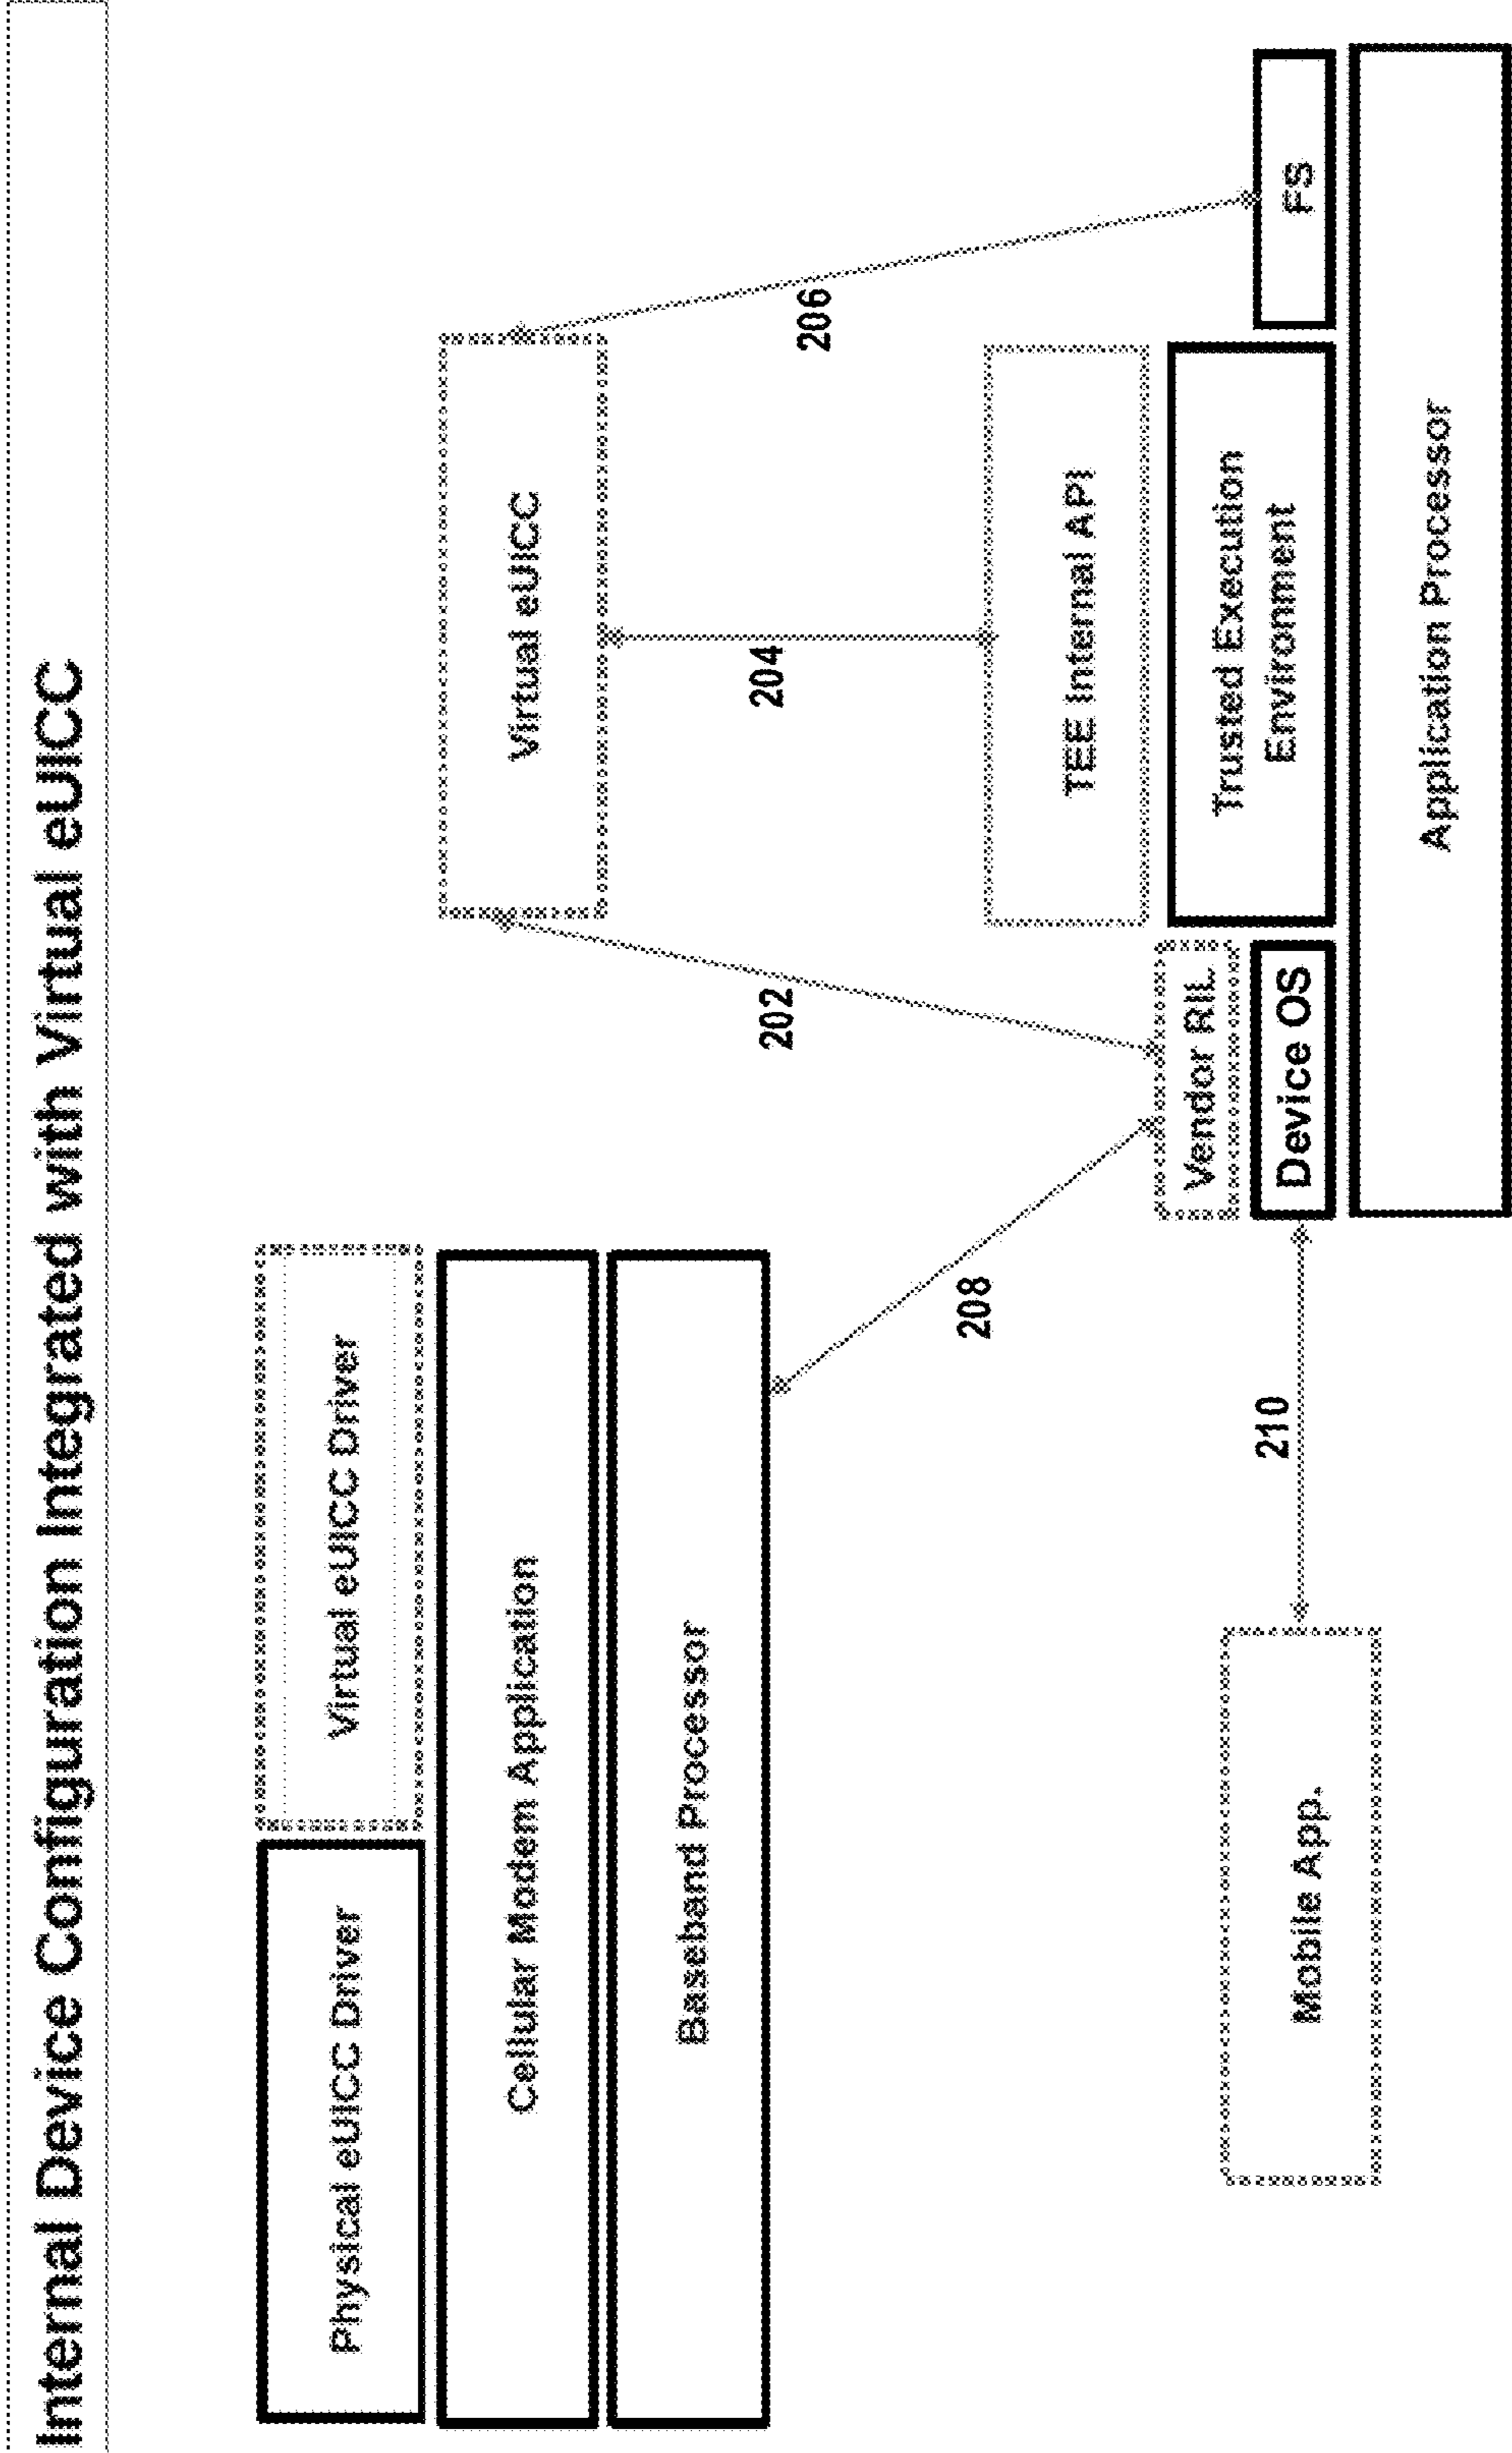 Internal Device Configuration Integrated with Virtual eUICC
Physical eUICC Driver
Virtual eUICC Driver
Cellular Modem Application
Baseband Processor
Virtual eUICC
202
204
206
208
210
TEE Internal API
Vendor RIL
Device OS
Trusted Execution
Environment
FS
Mobile App.
Application Processor